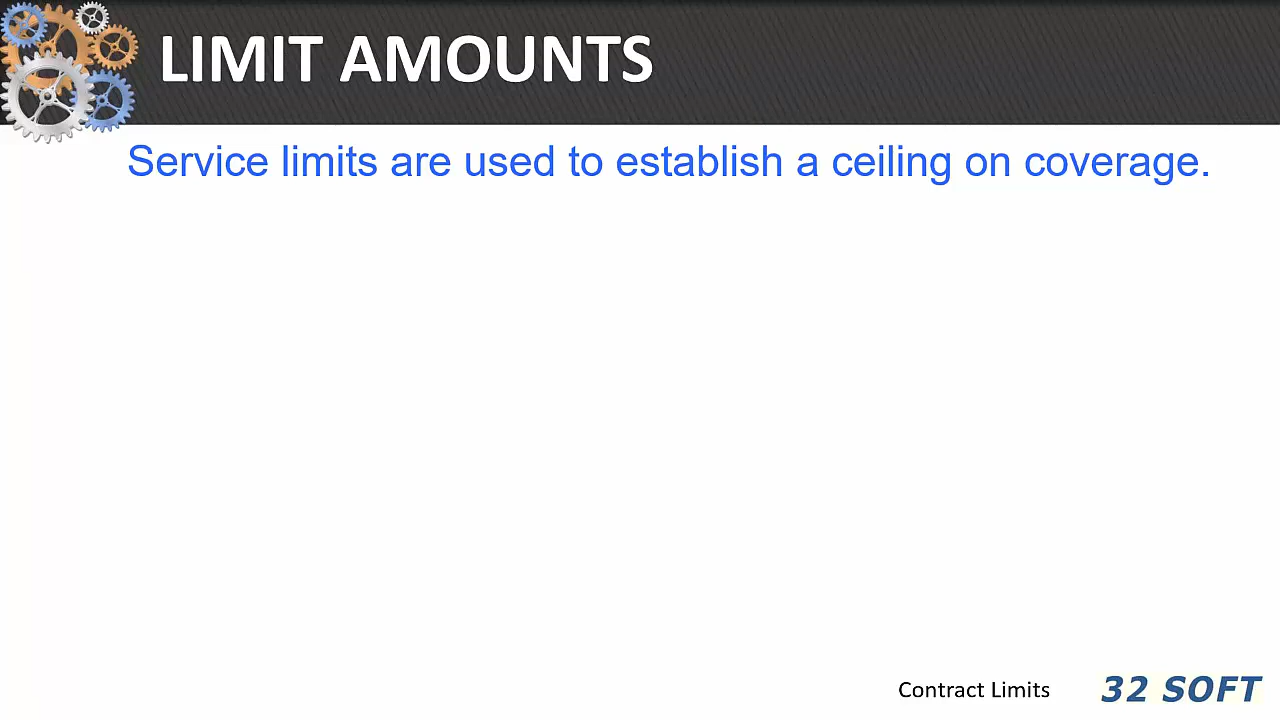 LIMIT AMOUNTS
Service limits are used to establish a ceiling on coverage.
Contract Limits
32 SOFT